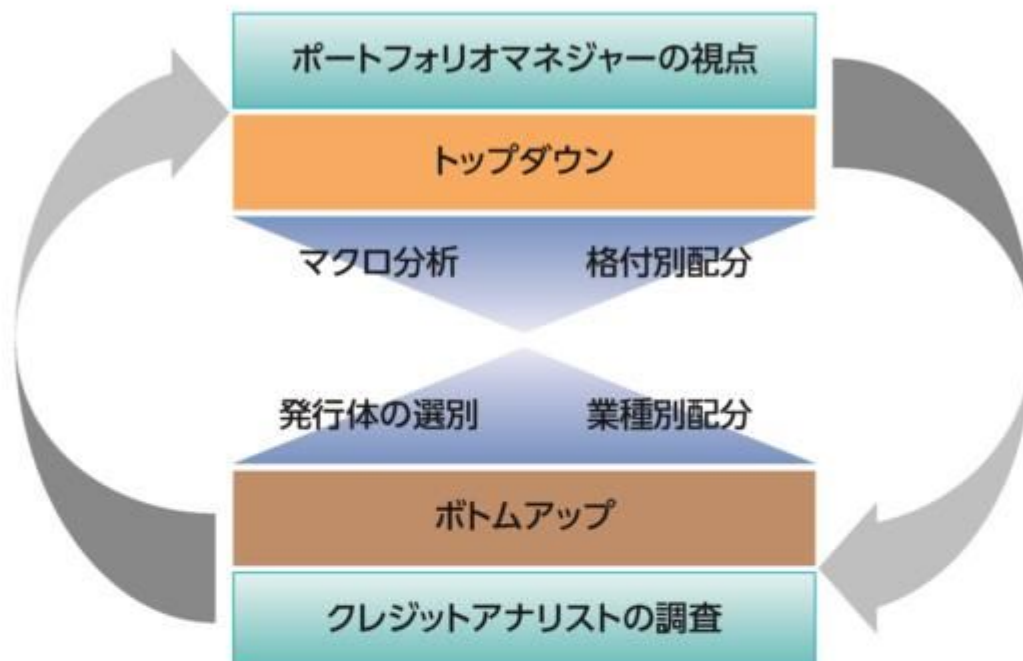 ポートフォリオマネジャーの視点
トップダウン
マクロ分析 格付別配分
発行体の選別 業種別配分
ボトムアップ
クレジットアナリストの調査